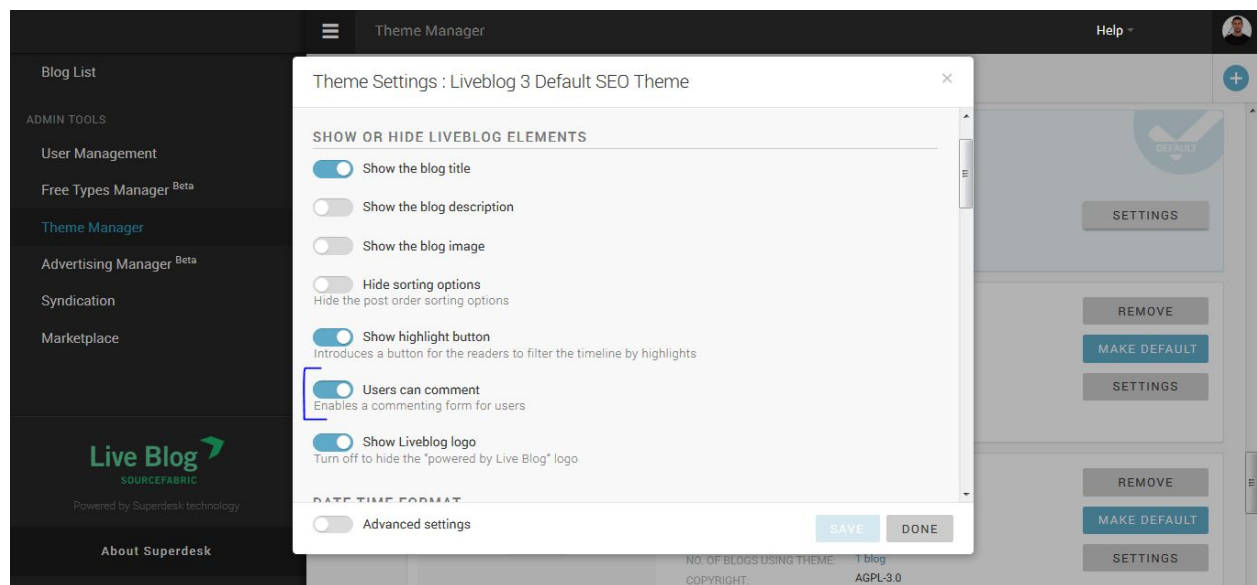 Theme Manager
Help
Blog List
ADMIN TOOLS
User Management
Free Types Manager Beta
Theme Manager
Advertising Manager Beta
Syndication
Marketplace
Live Blog
SOURCEFABRIC
Powered by Superdesk technology
About Superdesk
Theme Settings : Liveblog 3 Default SEO Theme
×
SHOW OR HIDE LIVEBLOG ELEMENTS
Show the blog title
Show the blog description
Show the blog image
Hide sorting options
Hide the post order sorting options
Show highlight button
Introduces a button for the readers to filter the timeline by highlights
Users can comment
Enables a commenting form for users
Show Liveblog logo
Turn off to hide the "powered by Live Blog" logo
DATE TIME FORMAT
Advanced settings
SAVE
DONE
DEFAULT
SETTINGS
REMOVE
MAKE DEFAULT
SETTINGS
REMOVE
MAKE DEFAULT
SETTINGS
NO. OF BLOGS USING THEME: 1 blog
COPYRIGHT: AGPL-3.0